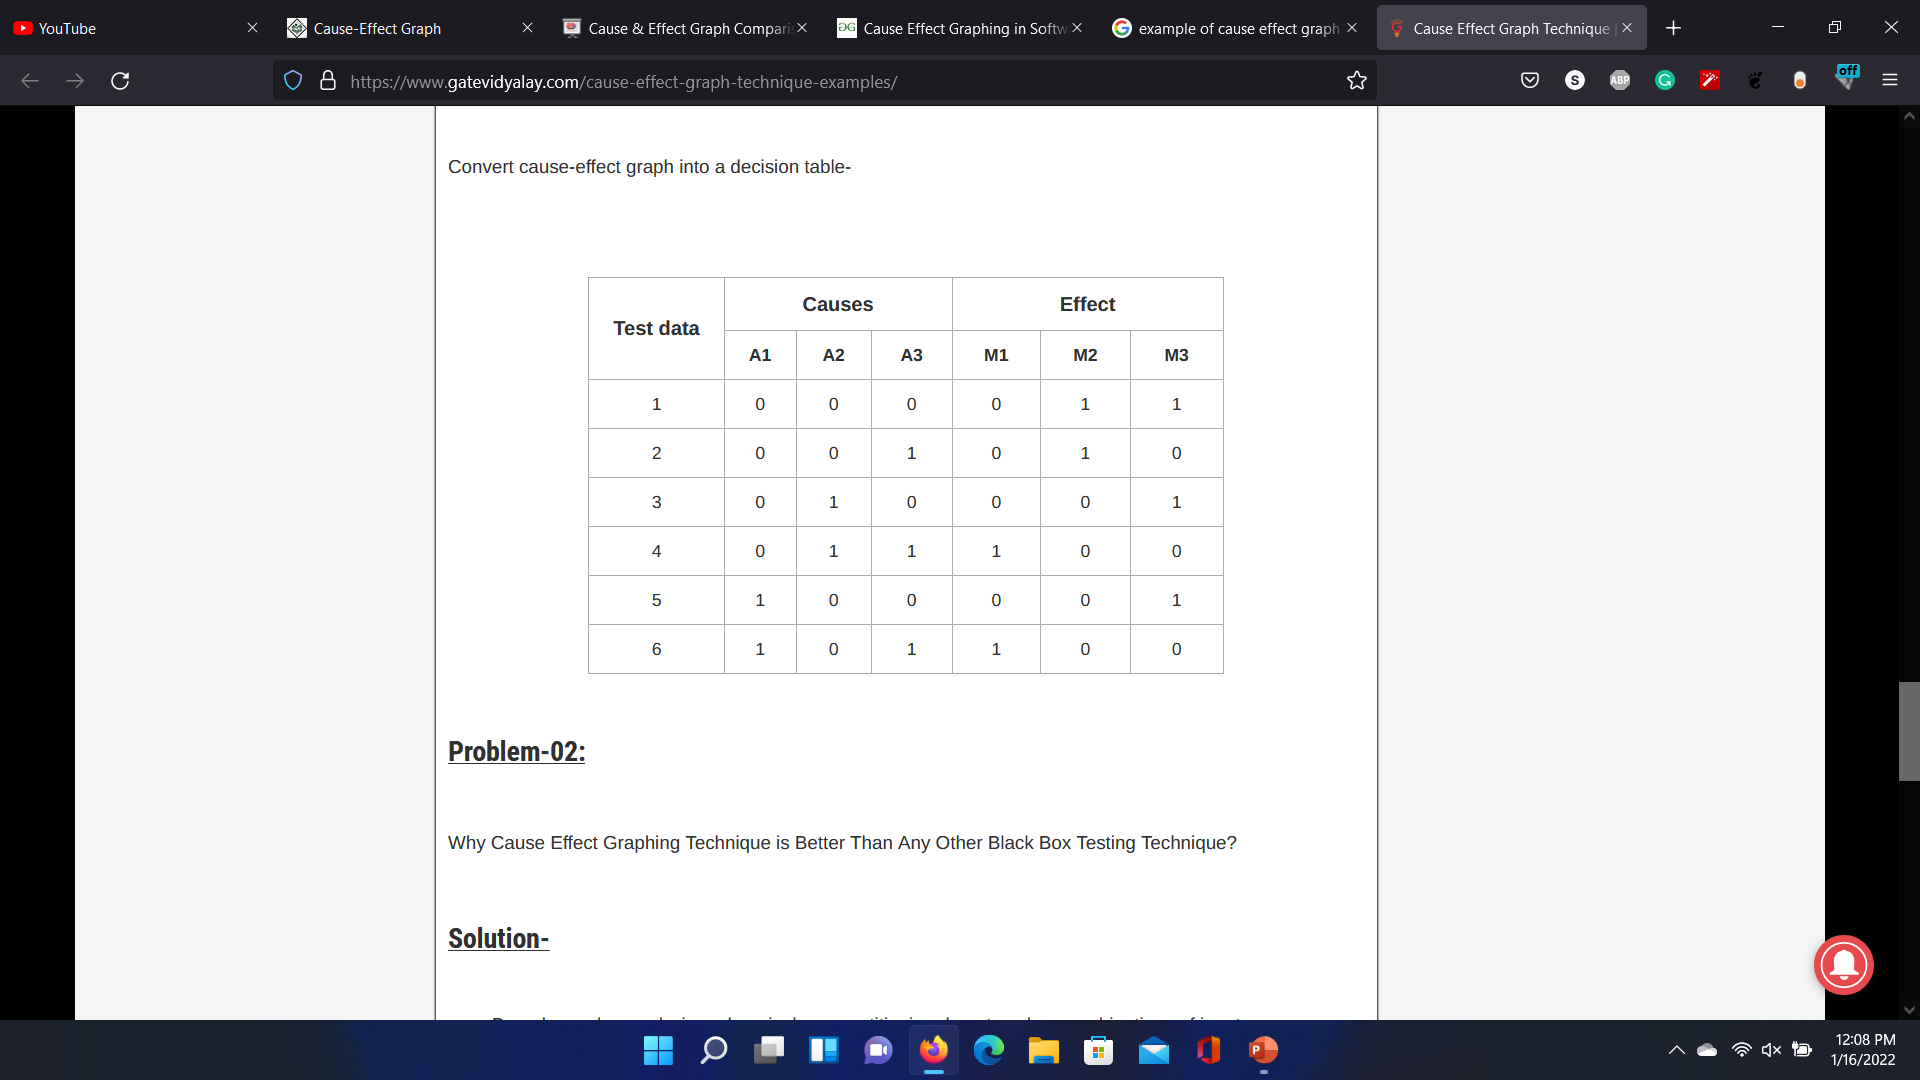 YouTube
Cause-Effect Graph
Cause & Effect Graph Compari
Cause Effect Graphing in Softw
example of cause effect graph
Cause Effect Graph Technique |
https://www.gatevidyalay.com/cause-effect-graph-technique-examples/
S
ABP
G
off
Convert cause-effect graph into a decision table-
Test data Causes Effect
A1 A2 A3 M1 M2 M3
1 0 0 0 0 1 1
2 0 0 1 0 1 0
3 0 1 0 0 0 1
4 0 1 1 1 0 0
5 1 0 0 0 0 1
6 1 0 1 1 0 0
Problem-02:
Why Cause Effect Graphing Technique is Better Than Any Other Black Box Testing Technique?
Solution-
P
12:08 PM
1/16/2022